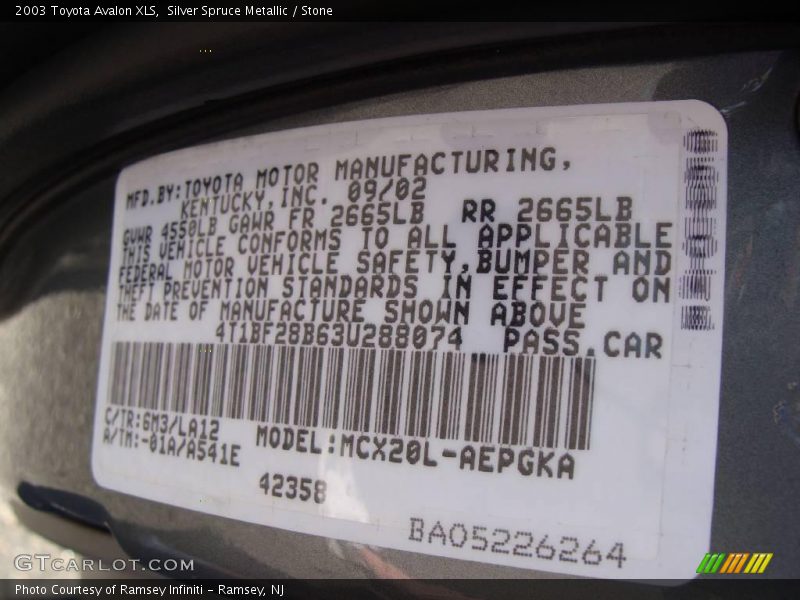 2003 Toyota Avalon XLS,  Silver Spruce Metallic / Stone
MFD.BY:TOYOTA MOTOR MANUFACTURING,
KENTUCKY,INC. 09/02
GVWR 4550LB GAWR FR 2665LB RR 2665LB
THIS VEHICLE CONFORMS TO ALL APPLICABLE
FEDERAL MOTOR VEHICLE SAFETY,BUMPER AND
THEFT PREVENTION STANDARDS IN EFFECT ON
THE DATE OF MANUFACTURE SHOWN ABOVE
4T1BF28B63U288074 PASS.CAR
C/TR:6M3/LA12
A/TM:-01A/A541E
MODEL:MCX20L-AEPGKA
42358
BA05226264
GTCARLOT.COM
Photo Courtesy of Ramsey Infiniti - Ramsey, NJ